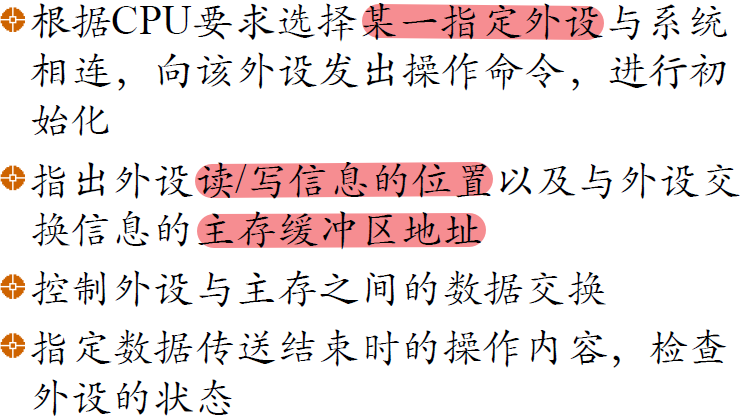 根据CPU要求选择某一指定外设与系统
相连，向该外设发出操作命令，进行初
始化
指出外设读/写信息的位置以及与外设交
换信息的主存缓冲区地址
控制外设与主存之间的数据交换
指定数据传送结束时的操作内容，检查
外设的状态